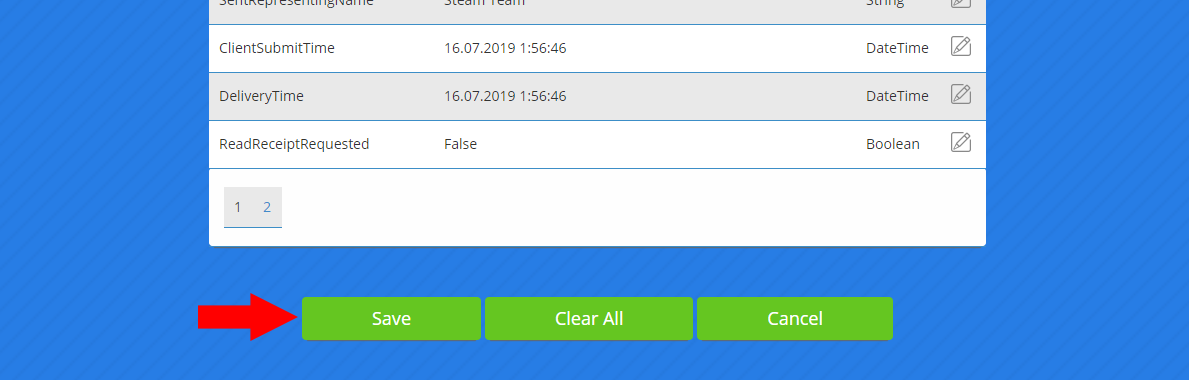 SentRepresentingName Steam Team String
ClientSubmitTime 16.07.2019 1:56:46 DateTime
DeliveryTime 16.07.2019 1:56:46 DateTime
ReadReceiptRequested False Boolean
1 2
Save Clear All Cancel